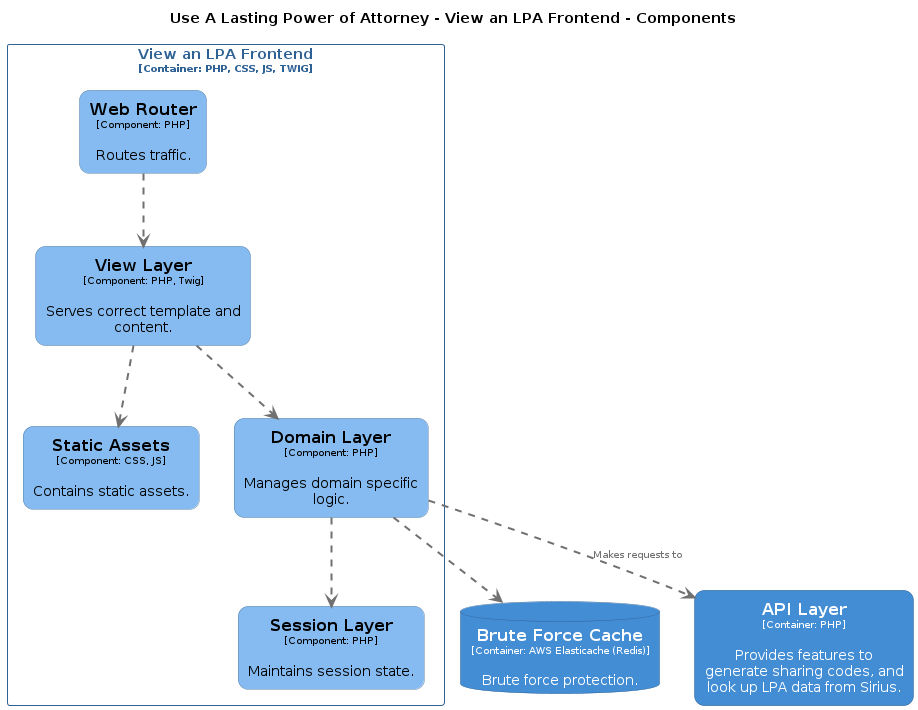 Use A Lasting Power of Attorney - View an LPA Frontend - Components
View an LPA Frontend
[Container: PHP, CSS, JS, TWIG]
Web Router
[Component: PHP]
Routes traffic.
View Layer
[Component: PHP, Twig]
Serves correct template and
content.
Static Assets
[Component: CSS, JS]
Contains static assets.
Domain Layer
[Component: PHP]
Manages domain specific
logic.
Makes requests to
Session Layer
[Component: PHP]
Maintains session state.
Brute Force Cache
[Container: AWS Elasticache (Redis)]
Brute force protection.
API Layer
[Container: PHP]
Provides features to
generate sharing codes, and
look up LPA data from Sirius.